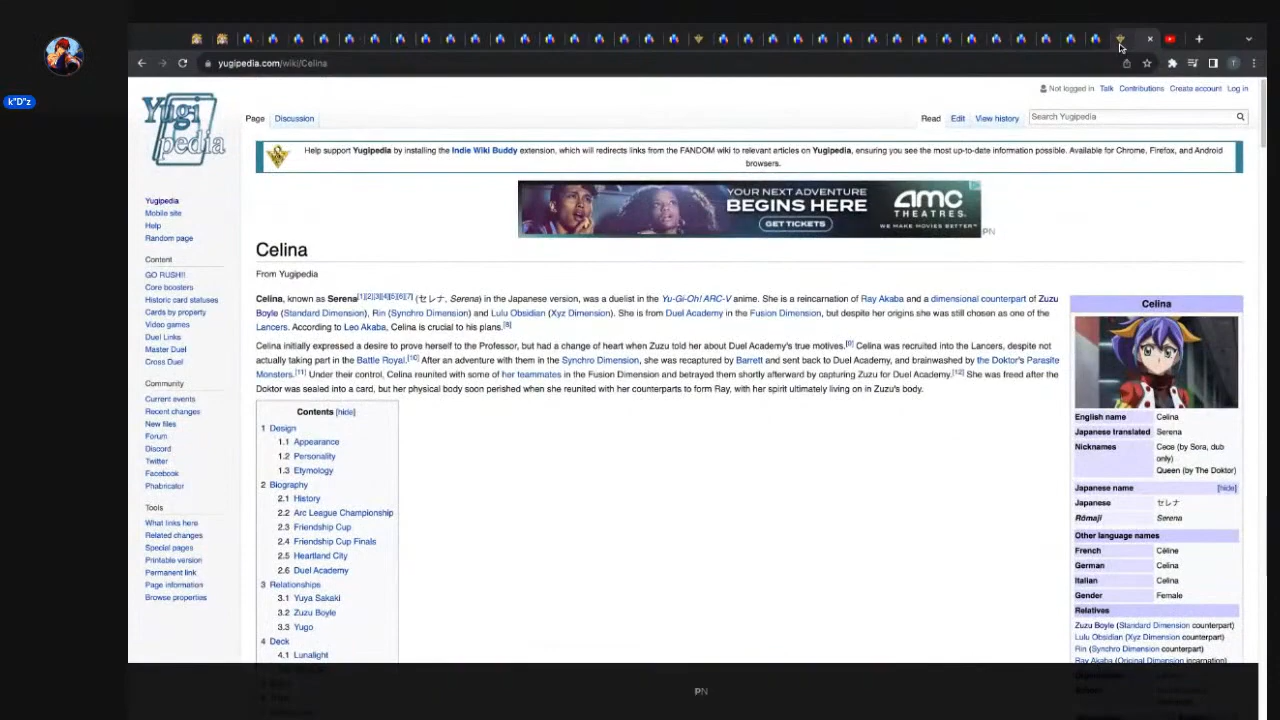 k"D"z
yugipedia.com/wiki/Celina
Yugi
pedia
Not logged in Talk Contributions Create account Log in
Page Discussion
Read Edit View history
Search Yugipedia
Help support Yugipedia by installing the Indie Wiki Buddy extension, which will redirects links from the FANDOM wiki to relevant articles on Yugipedia, ensuring you see the most up-to-date information possible. Available for Chrome, Firefox, and Android
browsers.
YOUR NEXT ADVENTURE
BEGINS HERE
GET TICKETS
amc
THEATRES
WE MAKE MOVIES BETTER
PN
Yugipedia
Mobile site
Help
Random page
Content
GO RUSH!!
Core boosters
Historic card statuses
Cards by property
Video games
Duel Links
Master Duel
Cross Duel
Community
Current events
Recent changes
New files
Forum
Discord
Twitter
Facebook
Phabricator
Tools
What links here
Related changes
Special pages
Printable version
Permanent link
Page information
Browse properties
Celina
From Yugipedia
Celina, known as Serena[1][2][3][4][5][6][7] (セレナ, Serena) in the Japanese version, was a duelist in the Yu-Gi-Oh! ARC-V anime. She is a reincarnation of Ray Akaba and a dimensional counterpart of Zuzu
Boyle (Standard Dimension), Rin (Synchro Dimension) and Lulu Obsidian (Xyz Dimension). She is from Duel Academy in the Fusion Dimension, but despite her origins she was still chosen as one of the
Lancers. According to Leo Akaba, Celina is crucial to his plans.[8]
Celina initially expressed a desire to prove herself to the Professor, but had a change of heart when Zuzu told her about Duel Academy's true motives.[9] Celina was recruited into the Lancers, despite not
actually taking part in the Battle Royal.[10] After an adventure with them in the Synchro Dimension, she was recaptured by Barrett and sent back to Duel Academy, and brainwashed by the Doktor's Parasite
Monsters.[11] Under their control, Celina reunited with some of her teammates in the Fusion Dimension and betrayed them shortly afterward by capturing Zuzu for Duel Academy.[12] She was freed after the
Doktor was sealed into a card, but her physical body soon perished when she reunited with her counterparts to form Ray, with her spirit ultimately living on in Zuzu's body.
Contents [hide]
1 Design
1.1 Appearance
1.2 Personality
1.3 Etymology
2 Biography
2.1 History
2.2 Arc League Championship
2.3 Friendship Cup
2.4 Friendship Cup Finals
2.5 Heartland City
2.6 Duel Academy
3 Relationships
3.1 Yuya Sakaki
3.2 Zuzu Boyle
3.3 Yugo
4 Deck
4.1 Lunalight
Celina
English name Celina
Japanese translated Serena
Nicknames Cece (by Sora, dub
only)
Queen (by The Doktor)
Japanese name [hide]
Japanese セレナ
Rōmaji Serena
Other language names
French Céline
German Celina
Italian Celina
Gender Female
Relatives
Zuzu Boyle (Standard Dimension counterpart)
Lulu Obsidian (Xyz Dimension counterpart)
Rin (Synchro Dimension counterpart)
Ray Akaba (Original Dimension incarnation)
PN